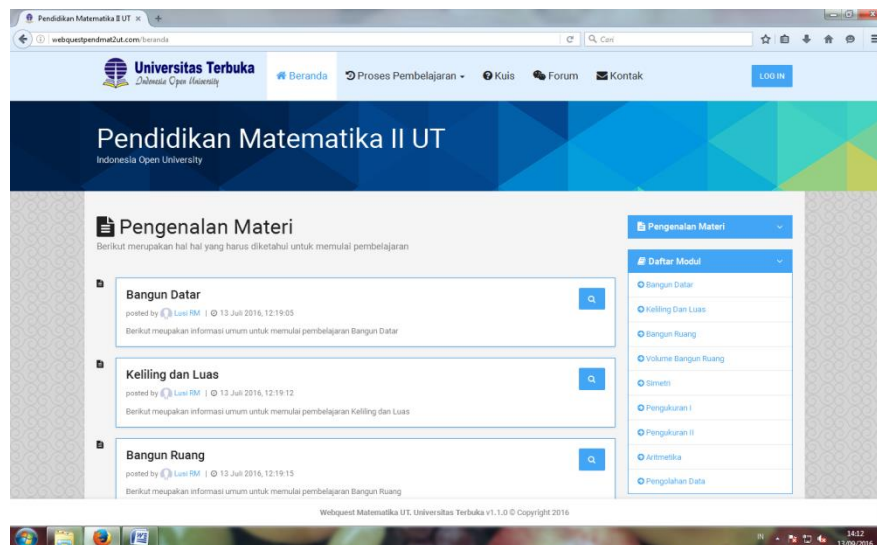 Pendidikan Matematika II UT
webquestpendmat2ut.com/beranda
Cari
Universitas Terbuka
Indonesia Open University
Beranda
Proses Pembelajaran
Kuis
Forum
Kontak
LOG IN
Pendidikan Matematika II UT
Indonesia Open University
Pengenalan Materi
Berikut merupakan hal hal yang harus diketahui untuk memulai pembelajaran
Bangun Datar
posted by Lusi RM | 13 Juli 2016, 12:19:05
Berikut meupakan informasi umum untuk memulai pembelajaran Bangun Datar
Keliling dan Luas
posted by Lusi RM | 13 Juli 2016, 12:19:12
Berikut meupakan informasi umum untuk memulai pembelajaran Keliling dan Luas
Bangun Ruang
posted by Lusi RM | 13 Juli 2016, 12:19:15
Berikut meupakan informasi umum untuk memulai pembelajaran Bangun Ruang
Pengenalan Materi
Daftar Modul
Bangun Datar
Keliling Dan Luas
Bangun Ruang
Volume Bangun Ruang
Simetri
Pengukuran I
Pengukuran II
Aritmetika
Pengolahan Data
Webquest Matematika UT. Universitas Terbuka v1.1.0 © Copyright 2016
IN
14:12
13/09/2016